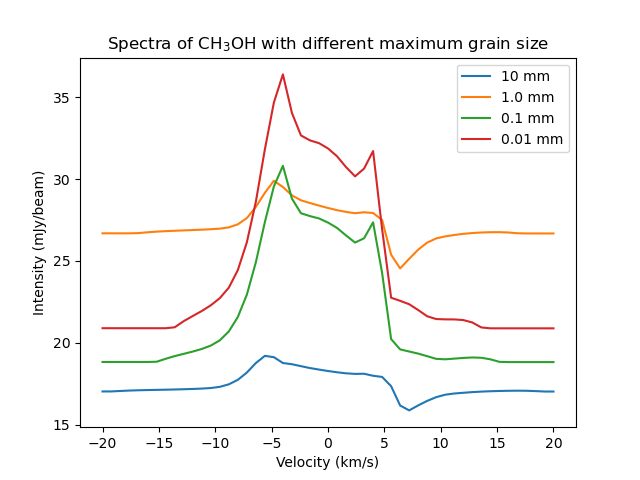 Spectra of CH₃OH with different maximum grain size
10 mm
1.0 mm
0.1 mm
0.01 mm
35
30
25
20
15
Intensity (mJy/beam)
−20 −15 −10 −5 0 5 10 15 20
Velocity (km/s)